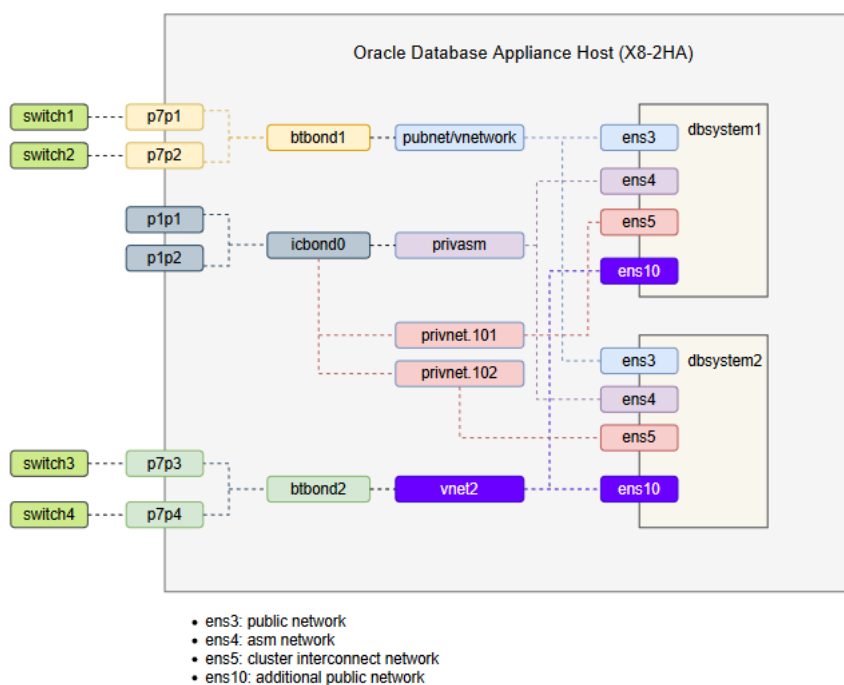 Oracle Database Appliance Host (X8-2HA)
switch1
p7p1
switch2
p7p2
btbond1
pubnet/vnetwork
ens3
dbsystem1
ens4
p1p1
p1p2
icbond0
privasm
ens5
ens10
privnet.101
privnet.102
ens3
dbsystem2
ens4
ens5
switch3
p7p3
switch4
p7p4
btbond2
vnet2
ens10
• ens3: public network
• ens4: asm network
• ens5: cluster interconnect network
• ens10: additional public network